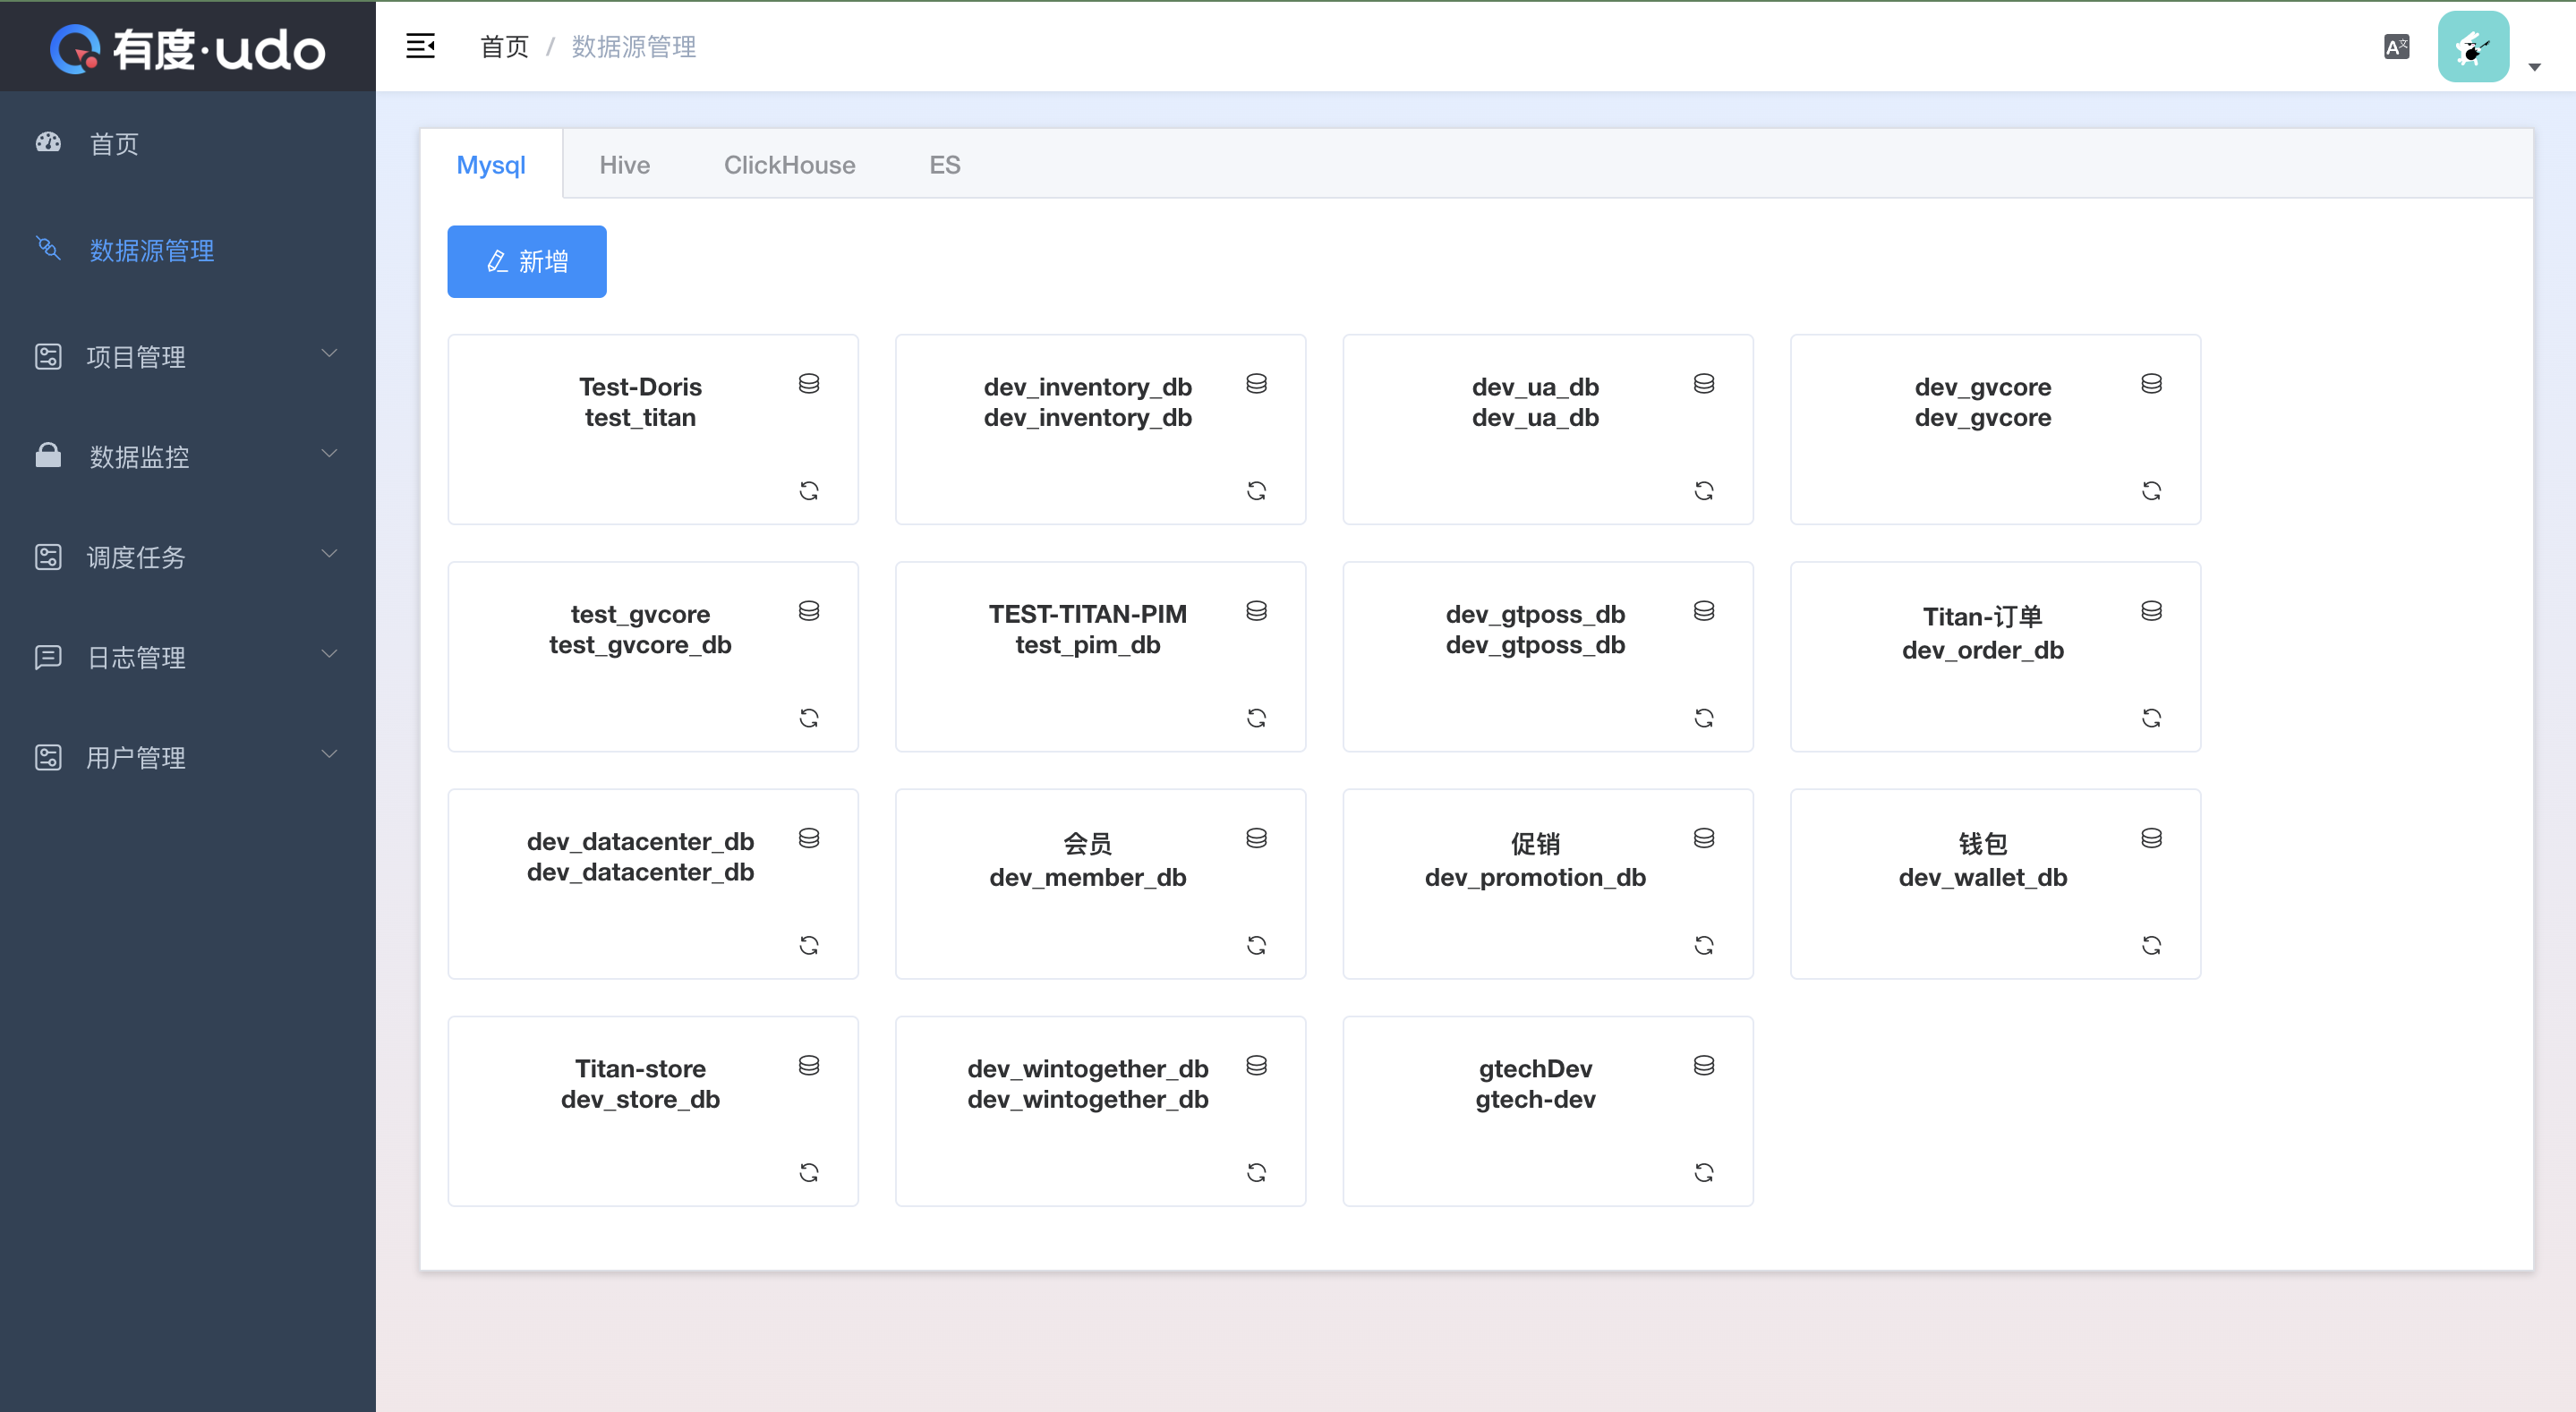 有度·udo
首页 / 数据源管理
首页
数据源管理
项目管理
数据监控
调度任务
日志管理
用户管理
Mysql
Hive
ClickHouse
ES
新增
Test-Doris
test_titan
dev_inventory_db
dev_inventory_db
dev_ua_db
dev_ua_db
dev_gvcore
dev_gvcore
test_gvcore
test_gvcore_db
TEST-TITAN-PIM
test_pim_db
dev_gtposs_db
dev_gtposs_db
Titan-订单
dev_order_db
dev_datacenter_db
dev_datacenter_db
会员
dev_member_db
促销
dev_promotion_db
钱包
dev_wallet_db
Titan-store
dev_store_db
dev_wintogether_db
dev_wintogether_db
gtechDev
gtech-dev